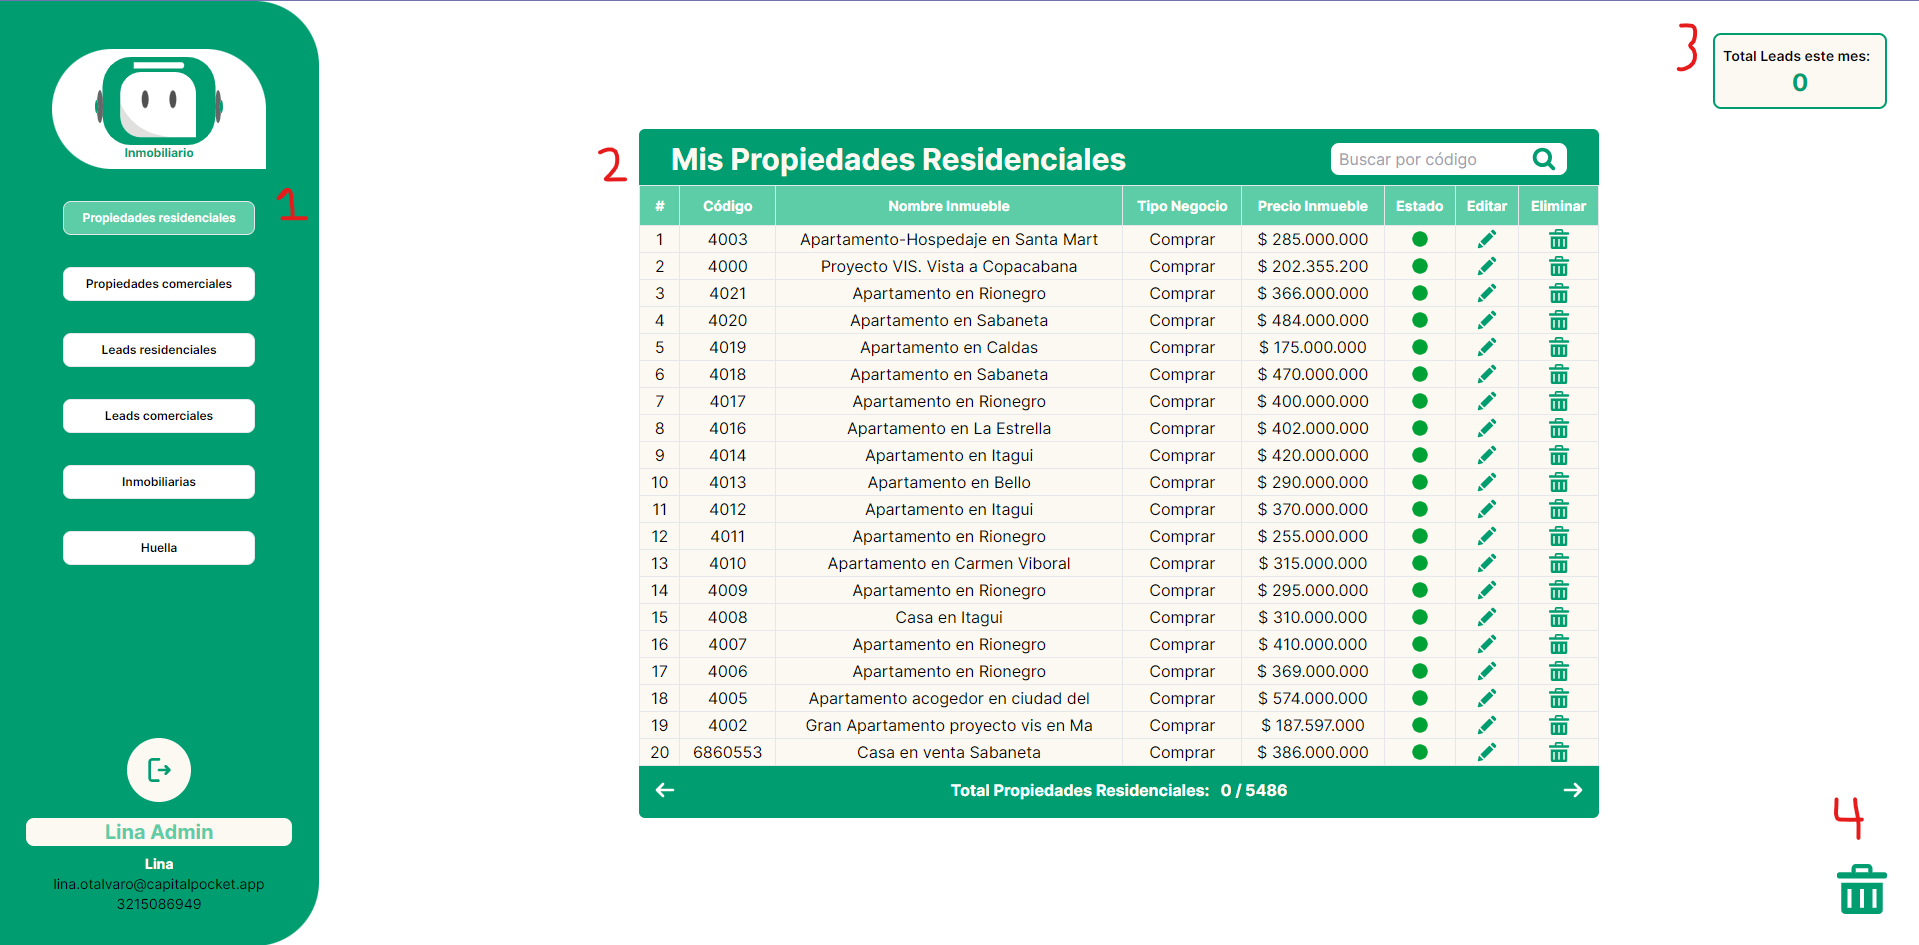 Inmobiliario
1
Propiedades residenciales
Propiedades comerciales
Leads residenciales
Leads comerciales
Inmobiliarias
Huella
Lina Admin
Lina
lina.otalvaro@capitalpocket.app
3215086949
2
Mis Propiedades Residenciales
Buscar por código
# Código Nombre Inmueble Tipo Negocio Precio Inmueble Estado Editar Eliminar
1 4003 Apartamento-Hospedaje en Santa Mart Comprar $ 285.000.000
2 4000 Proyecto VIS. Vista a Copacabana Comprar $ 202.355.200
3 4021 Apartamento en Rionegro Comprar $ 366.000.000
4 4020 Apartamento en Sabaneta Comprar $ 484.000.000
5 4019 Apartamento en Caldas Comprar $ 175.000.000
6 4018 Apartamento en Sabaneta Comprar $ 470.000.000
7 4017 Apartamento en Rionegro Comprar $ 400.000.000
8 4016 Apartamento en La Estrella Comprar $ 402.000.000
9 4014 Apartamento en Itagui Comprar $ 420.000.000
10 4013 Apartamento en Bello Comprar $ 290.000.000
11 4012 Apartamento en Itagui Comprar $ 370.000.000
12 4011 Apartamento en Rionegro Comprar $ 255.000.000
13 4010 Apartamento en Carmen Viboral Comprar $ 315.000.000
14 4009 Apartamento en Rionegro Comprar $ 295.000.000
15 4008 Casa en Itagui Comprar $ 310.000.000
16 4007 Apartamento en Rionegro Comprar $ 410.000.000
17 4006 Apartamento en Rionegro Comprar $ 369.000.000
18 4005 Apartamento acogedor en ciudad del Comprar $ 574.000.000
19 4002 Gran Apartamento proyecto vis en Ma Comprar $ 187.597.000
20 6860553 Casa en venta Sabaneta Comprar $ 386.000.000
Total Propiedades Residenciales: 0 / 5486
3
Total Leads este mes:
0
4